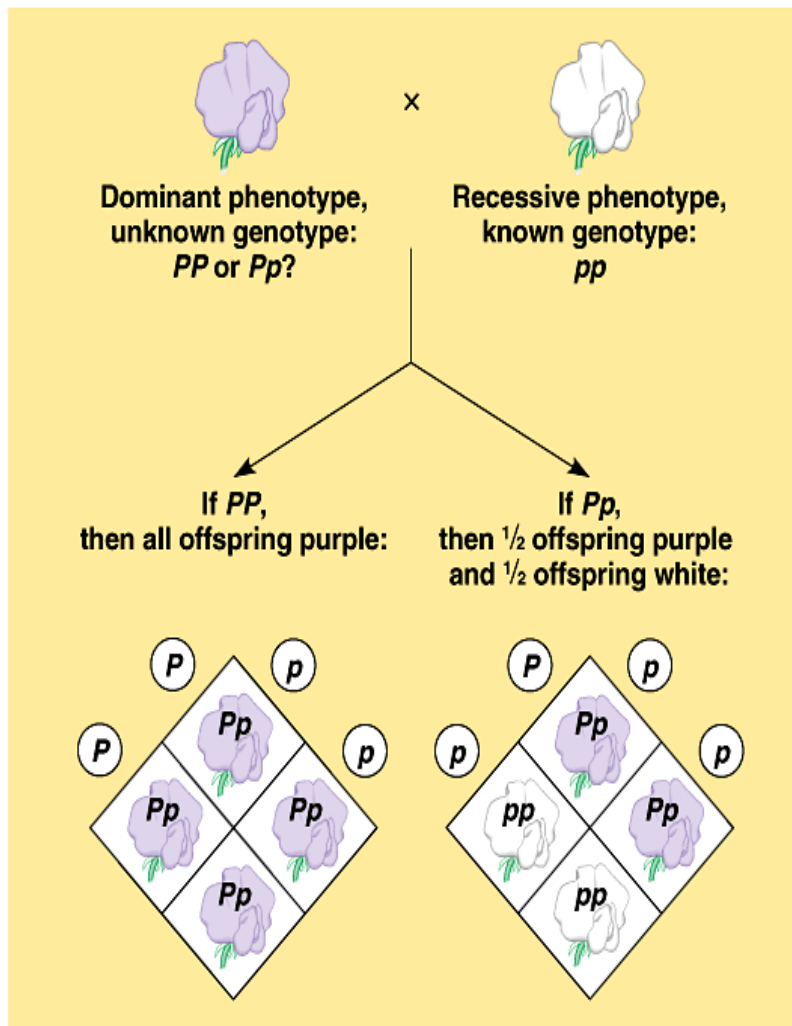 ×
Dominant phenotype,
unknown genotype:
PP or Pp?
Recessive phenotype,
known genotype:
pp
If PP,
then all offspring purple:
If Pp,
then ½ offspring purple
and ½ offspring white:
P
p
P
p
Pp
Pp
Pp
Pp
P
p
p
p
Pp
pp
Pp
pp